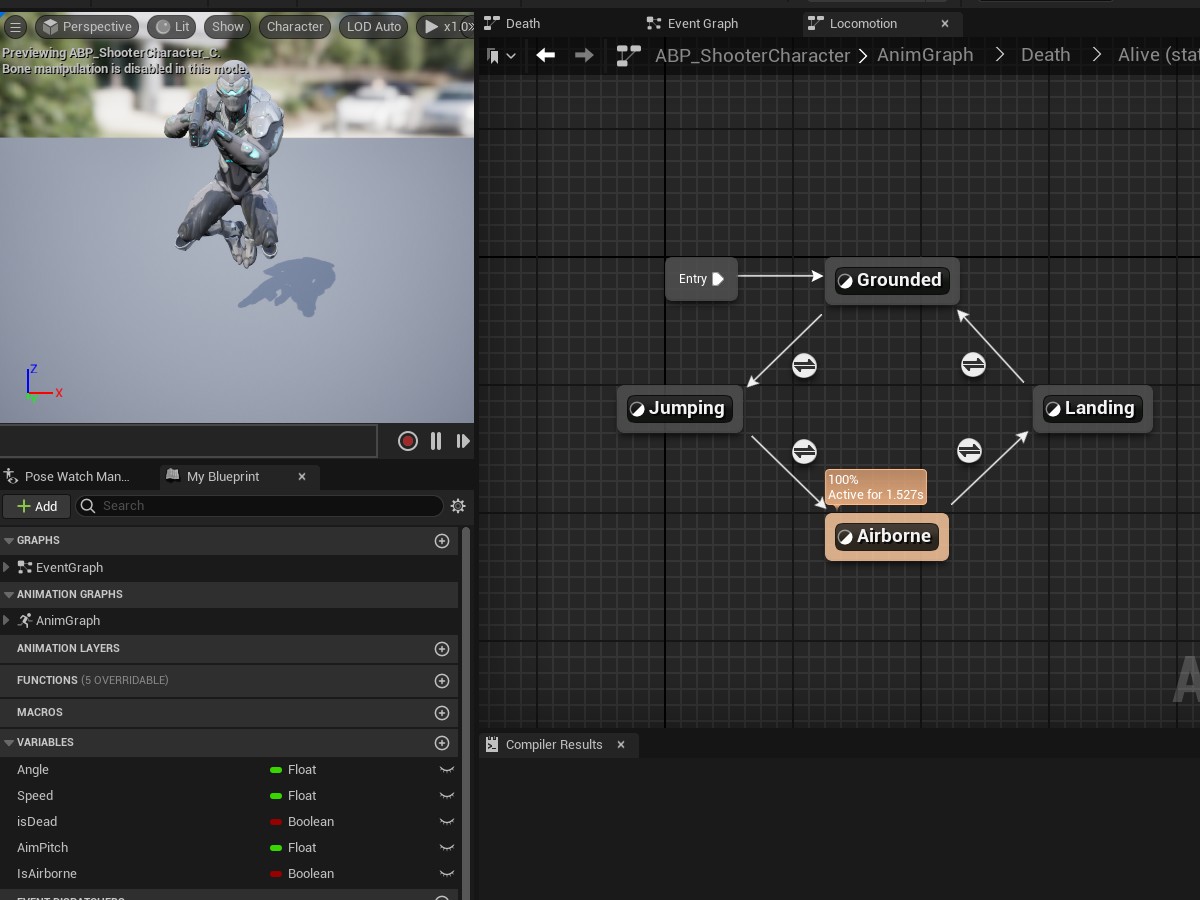 Perspective
Lit
Show
Character
LOD Auto
x1.0
Previewing ABP_ShooterCharacter_C.
Bone manipulation is disabled in this mode.
Z
X
Death
Event Graph
Locomotion
ABP_ShooterCharacter
AnimGraph
Death
Alive (stat
Entry
Grounded
Jumping
Landing
100%
Active for 1.527s
Airborne
Pose Watch Man...
My Blueprint
Add
Search
GRAPHS
EventGraph
ANIMATION GRAPHS
AnimGraph
ANIMATION LAYERS
FUNCTIONS (5 OVERRIDABLE)
MACROS
VARIABLES
Angle Float
Speed Float
isDead Boolean
AimPitch Float
IsAirborne Boolean
EVENT DISPATCHERS
Compiler Results
A